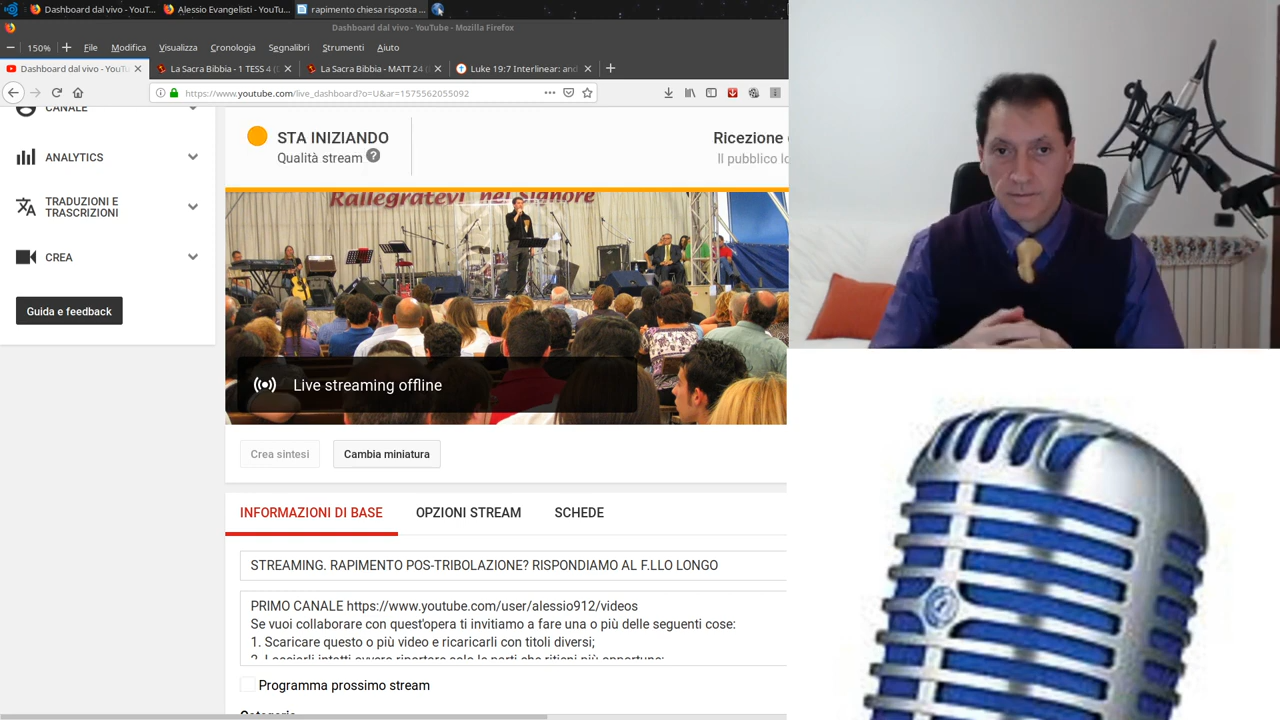 Dashboard dal vivo - YouT...
Alessio Evangelisti - YouTu...
rapimento chiesa risposta ...
Dashboard dal vivo - YouTube - Mozilla Firefox
150%
File Modifica Visualizza Cronologia Segnalibri Strumenti Aiuto
Dashboard dal vivo - YouTu
La Sacra Bibbia - 1 TESS 4 (
La Sacra Bibbia - MATT 24 (
Luke 19:7 Interlinear: and
https://www.youtube.com/live_dashboard?o=U&ar=1575562055092
CANALE
ANALYTICS
TRADUZIONI E
TRASCRIZIONI
CREA
Guida e feedback
STA INIZIANDO
Qualità stream ?
Ricezione
Il pubblico lo
Rallegratevi nel Signore
Live streaming offline
Crea sintesi
Cambia miniatura
INFORMAZIONI DI BASE
OPZIONI STREAM
SCHEDE
STREAMING. RAPIMENTO POS-TRIBOLAZIONE? RISPONDIAMO AL F.LLO LONGO
PRIMO CANALE https://www.youtube.com/user/alessio912/videos
Se vuoi collaborare con quest'opera ti invitiamo a fare una o più delle seguenti cose:
1. Scaricare questo o più video e ricaricarli con titoli diversi;
Programma prossimo stream